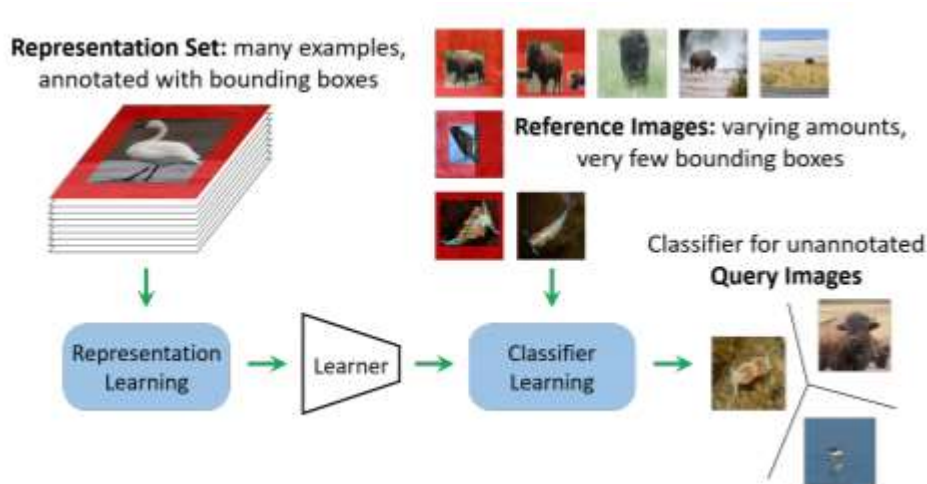 Representation Set: many examples,
annotated with bounding boxes
Reference Images: varying amounts,
very few bounding boxes
Classifier for unannotated
Query Images
Representation
Learning
Learner
Classifier
Learning